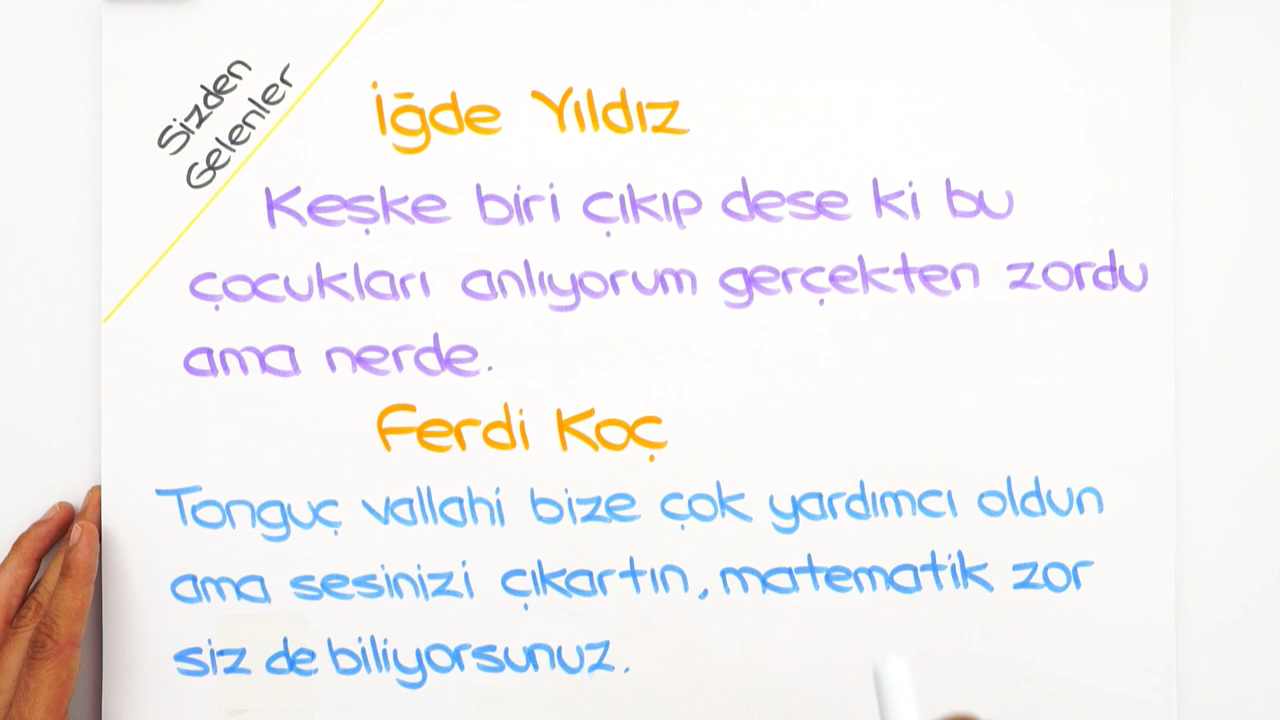 Sizden
Gelenler
İğde Yıldız
Keşke biri çıkıp dese ki bu
çocukları anlıyorum gerçekten zordu
ama nerde.
Ferdi Koç
Tonguç vallahi bize çok yardımcı oldun
ama sesinizi çıkartın, matematik zor
siz de biliyorsunuz.